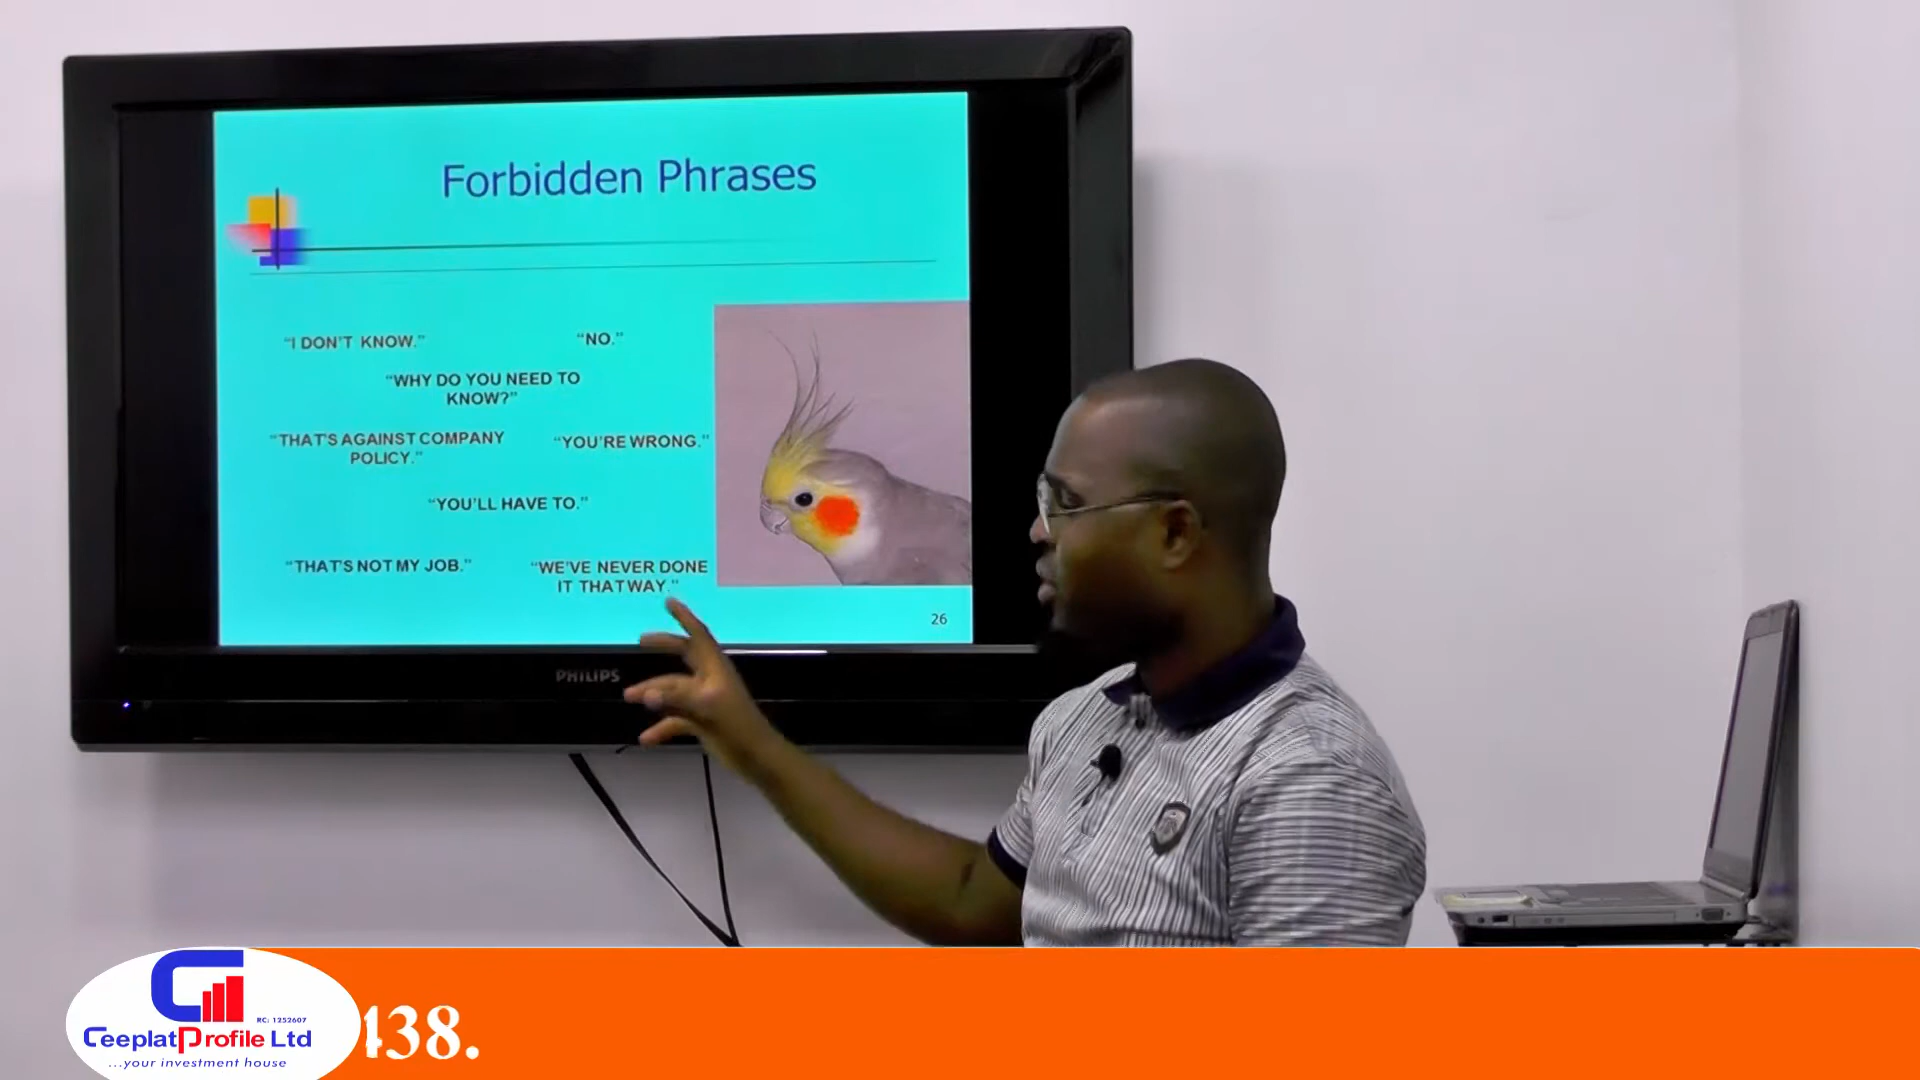 Forbidden Phrases
“I DON’T KNOW.”
“NO.”
“WHY DO YOU NEED TO
KNOW?”
“THAT’S AGAINST COMPANY
POLICY.”
“YOU’RE WRONG.”
“YOU’LL HAVE TO.”
“THAT’S NOT MY JOB.”
“WE’VE NEVER DONE
IT THAT WAY.”
26
PHILIPS
RC: 1252607
CeeplatProfile Ltd
...your investment house
438.